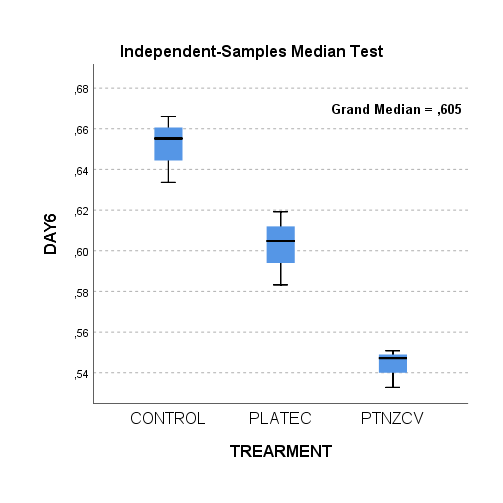 Independent-Samples Median Test
Grand Median = ,605
,68
,66
,64
,62
,60
,58
,56
,54
DAY6
CONTROL PLATEC PTNZCV
TREARMENT